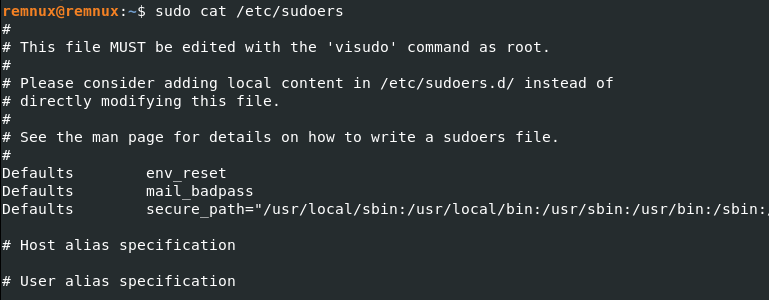 remnux@remnux:~$ sudo cat /etc/sudoers
#
# This file MUST be edited with the 'visudo' command as root.
#
# Please consider adding local content in /etc/sudoers.d/ instead of
# directly modifying this file.
#
# See the man page for details on how to write a sudoers file.
#
Defaults        env_reset
Defaults        mail_badpass
Defaults        secure_path="/usr/local/sbin:/usr/local/bin:/usr/sbin:/usr/bin:/sbin:/
# Host alias specification
# User alias specification